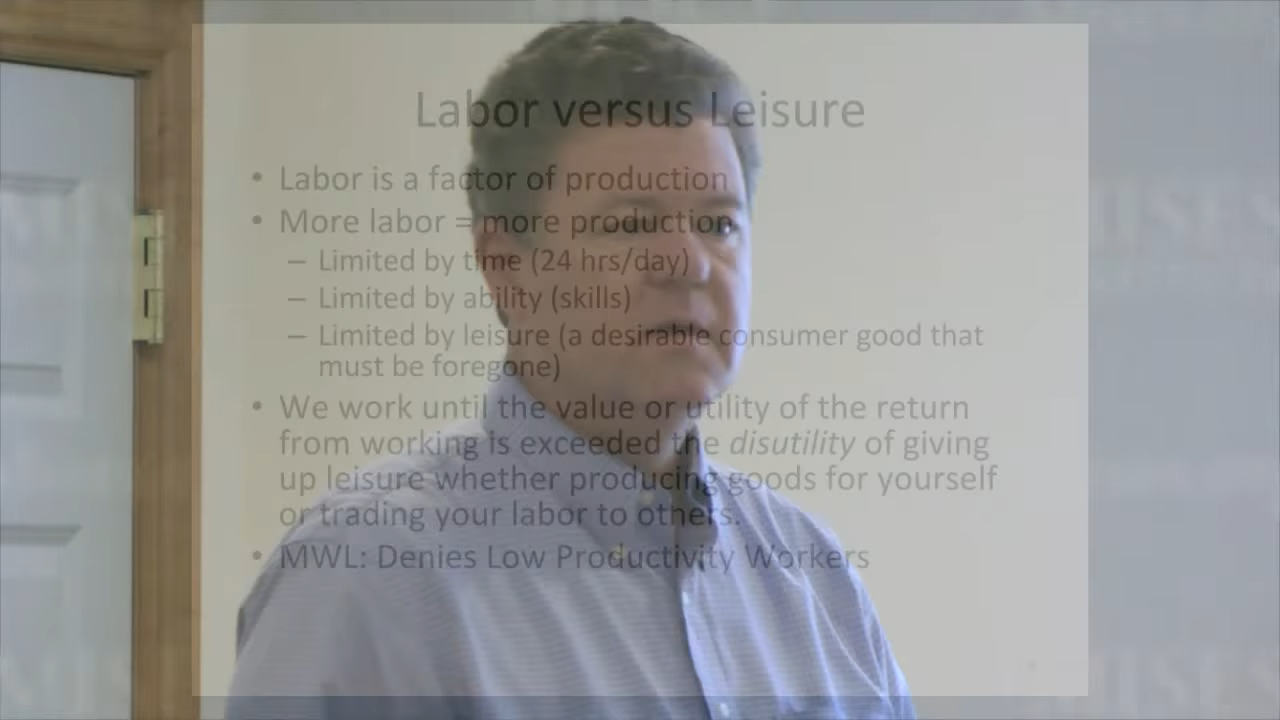 Labor versus Leisure
• Labor is a factor of production
• More labor = more production
– Limited by time (24 hrs/day)
– Limited by ability (skills)
– Limited by leisure (a desirable consumer good that
must be foregone)
• We work until the value or utility of the return
from working is exceeded the disutility of giving
up leisure whether producing goods for yourself
or trading your labor to others.
• MWL: Denies Low Productivity Workers